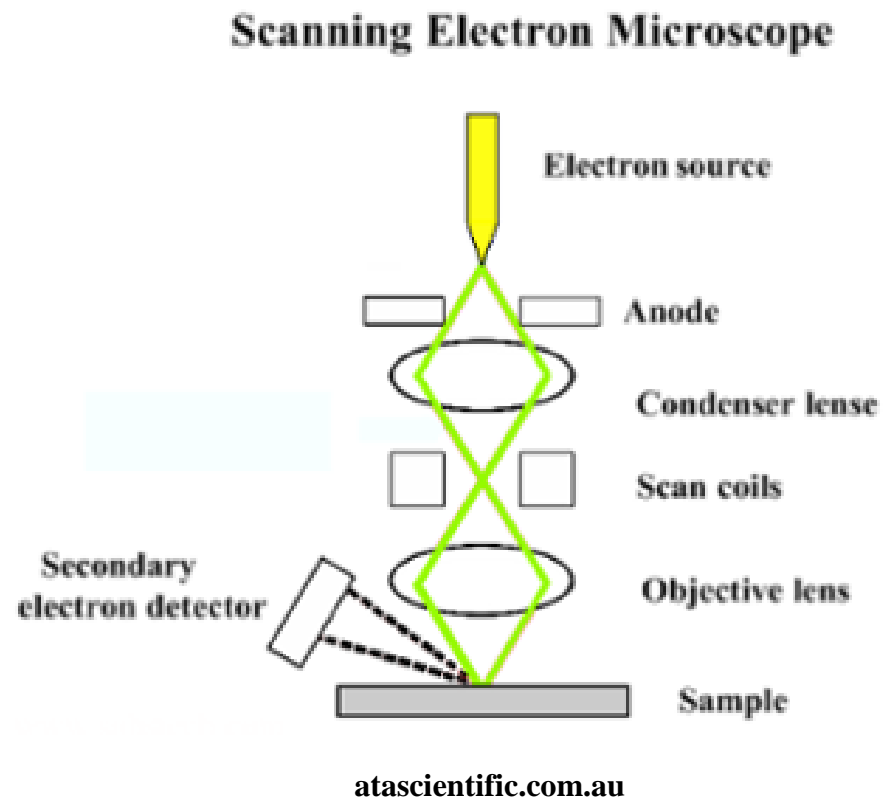 Scanning Electron Microscope
Electron source
Anode
Condenser lense
Scan coils
Secondary
electron detector
Objective lens
Sample
atascientific.com.au